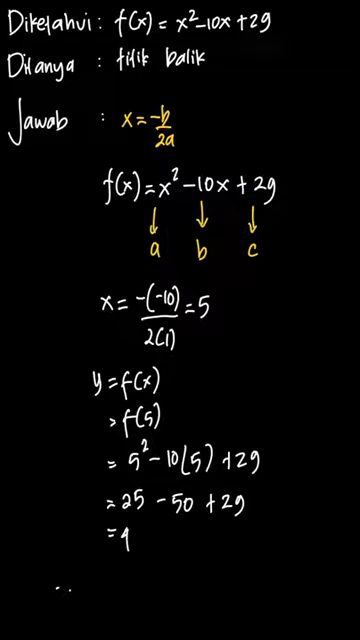 Diketahui : f(x) = x² - 10x + 29
Ditanya : titik balik
Jawab : x = -b/2a
f(x) = x² - 10x + 29
a b c
x = -(-10)/2(1) = 5
y = f(x)
= f(5)
= 5² - 10(5) + 29
= 25 - 50 + 29
= 4